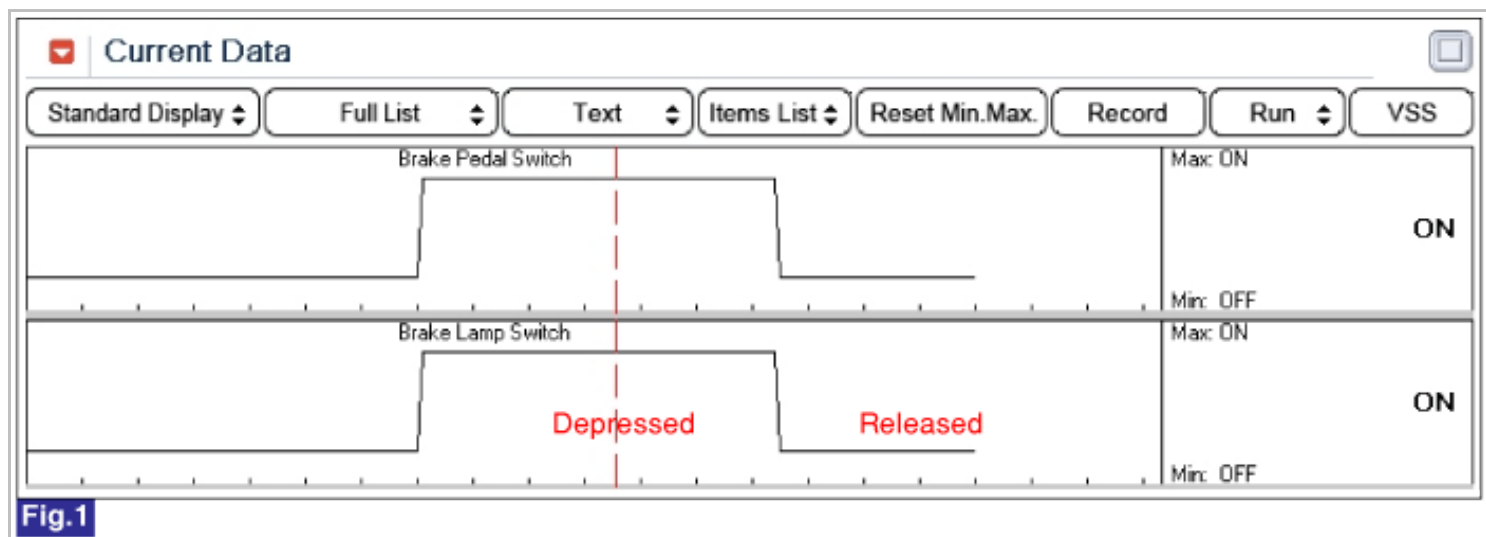 Current Data
Standard Display Full List Text Items List Reset Min.Max. Record Run VSS
Brake Pedal Switch
Max: ON
ON
Min: OFF
Brake Lamp Switch
Max: ON
ON
Depressed Released
Min: OFF
Fig.1